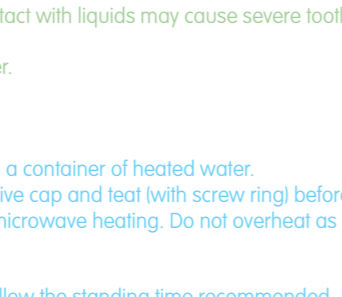 tact with liquids may cause severe tooth
er.
a container of heated water.
ive cap and teat (with screw ring) before
microwave heating. Do not overheat as
llow the standing time recommended